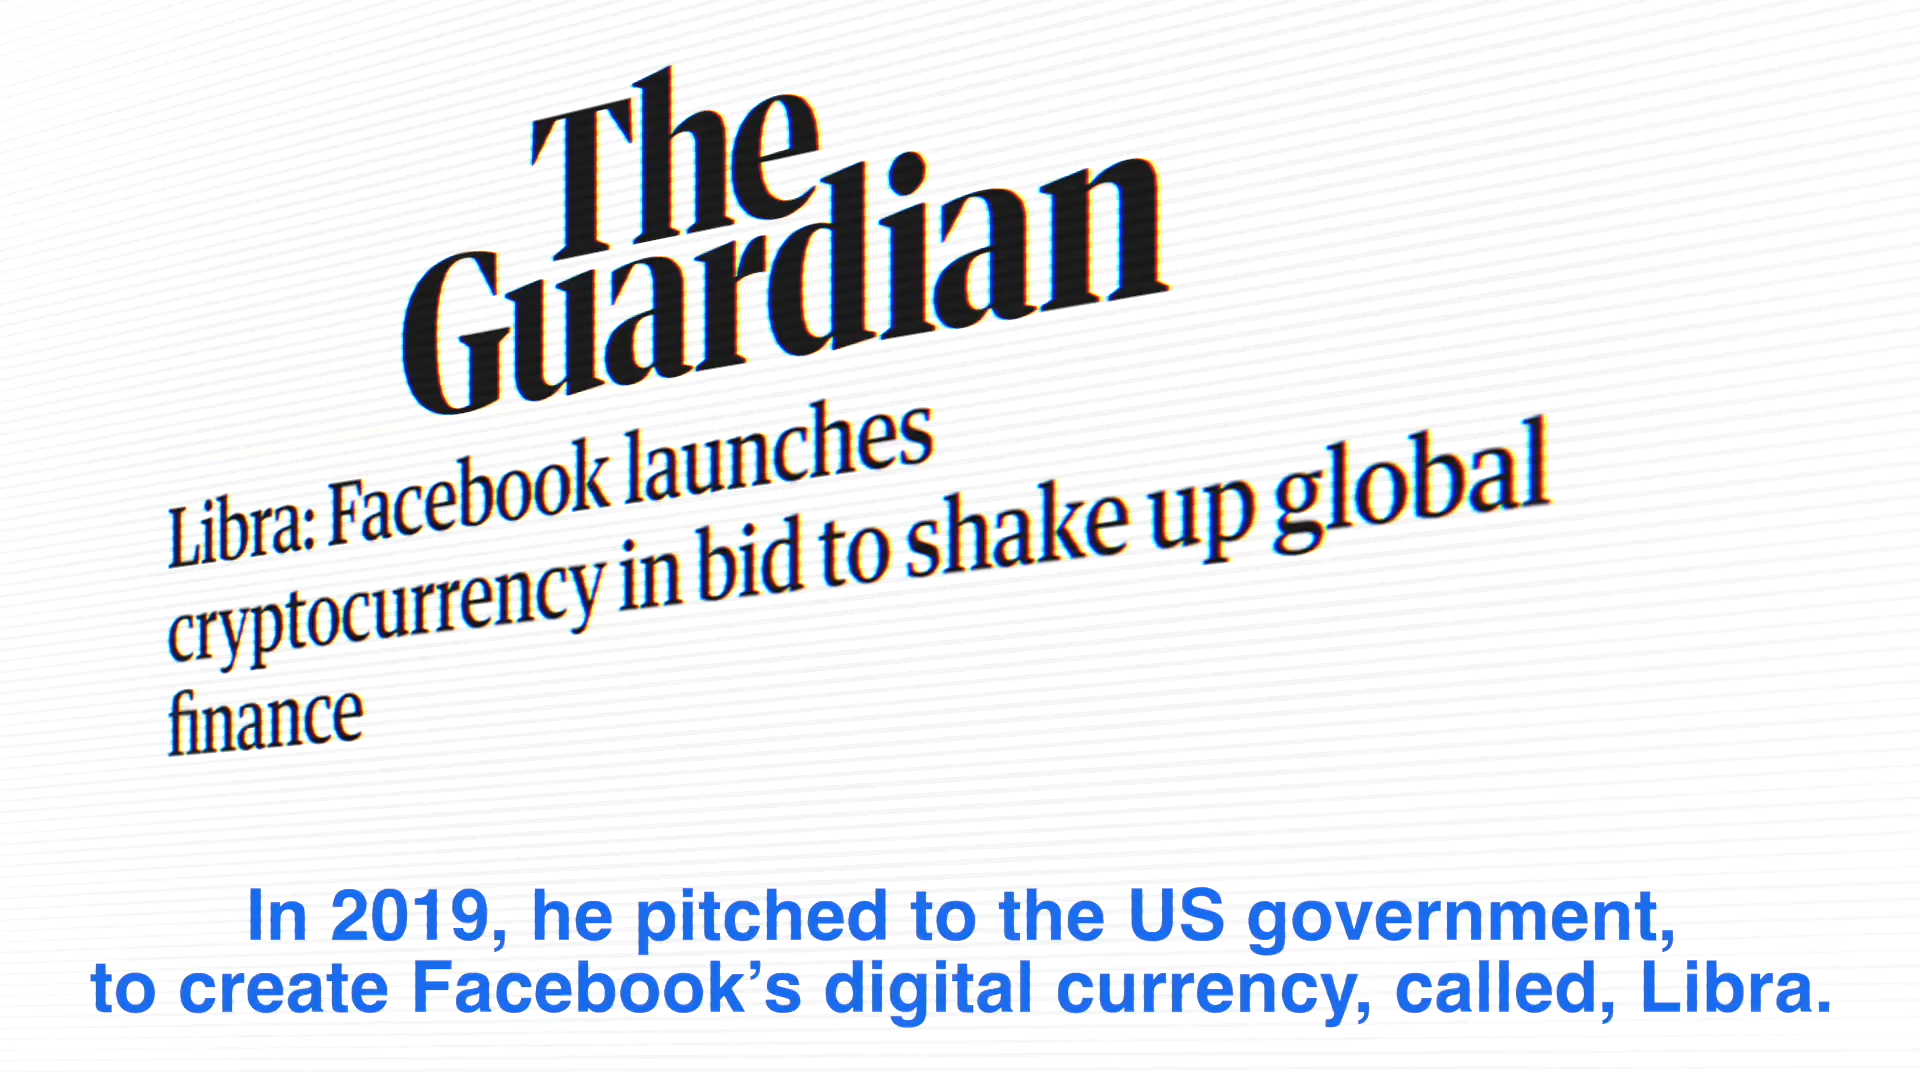 The
Guardian
Libra: Facebook launches
cryptocurrency in bid to shake up global
finance
In 2019, he pitched to the US government,
to create Facebook’s digital currency, called, Libra.